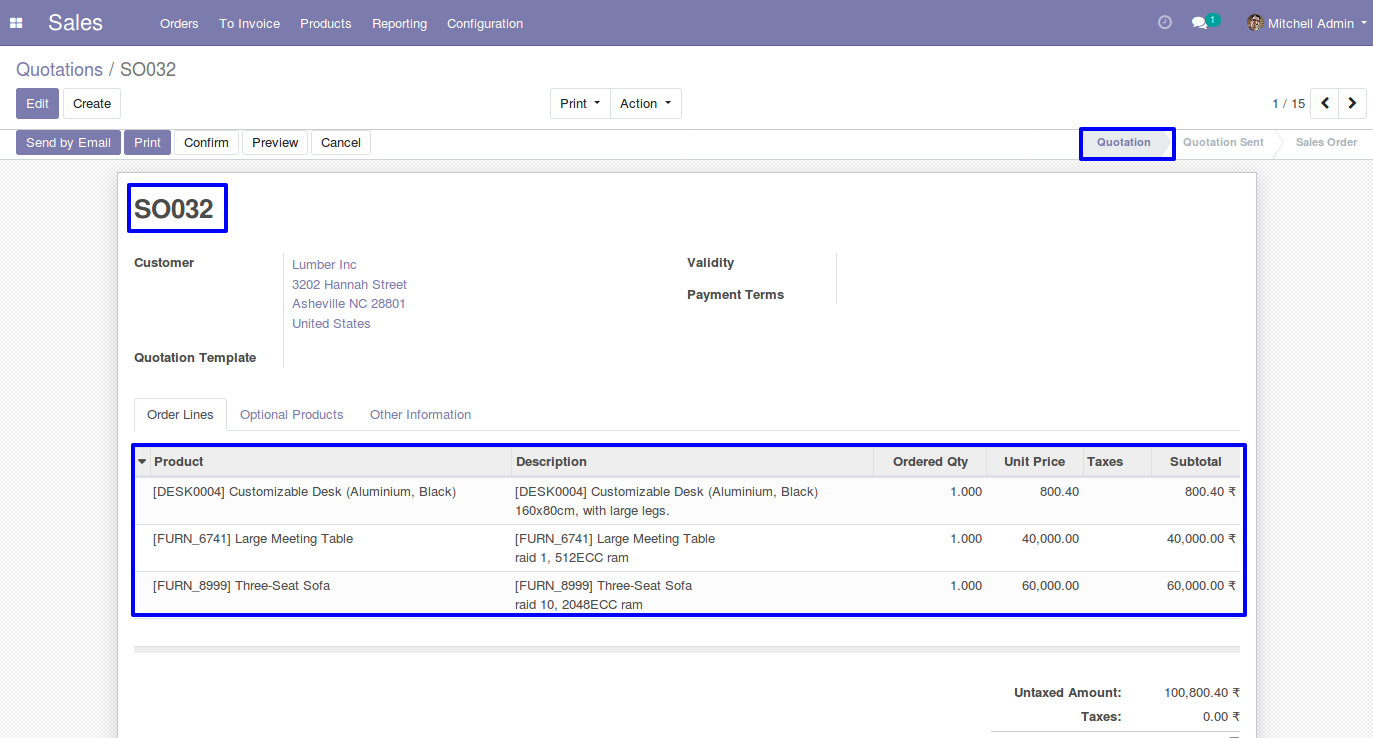 Sales Orders To Invoice Products Reporting Configuration 1 Mitchell Admin
Quotations / SO032
Edit Create Print Action 1 / 15
Send by Email Print Confirm Preview Cancel Quotation Quotation Sent Sales Order
SO032
Customer Lumber Inc Validity
3202 Hannah Street
Payment Terms
Asheville NC 28801
United States
Quotation Template
Order Lines Optional Products Other Information
Product Description Ordered Qty Unit Price Taxes Subtotal
[DESK0004] Customizable Desk (Aluminium, Black) [DESK0004] Customizable Desk (Aluminium, Black) 1.000 800.40 800.40 ₹
160x80cm, with large legs.
[FURN_6741] Large Meeting Table [FURN_6741] Large Meeting Table 1.000 40,000.00 40,000.00 ₹
raid 1, 512ECC ram
[FURN_8999] Three-Seat Sofa [FURN_8999] Three-Seat Sofa 1.000 60,000.00 60,000.00 ₹
raid 10, 2048ECC ram
Untaxed Amount: 100,800.40 ₹
Taxes: 0.00 ₹